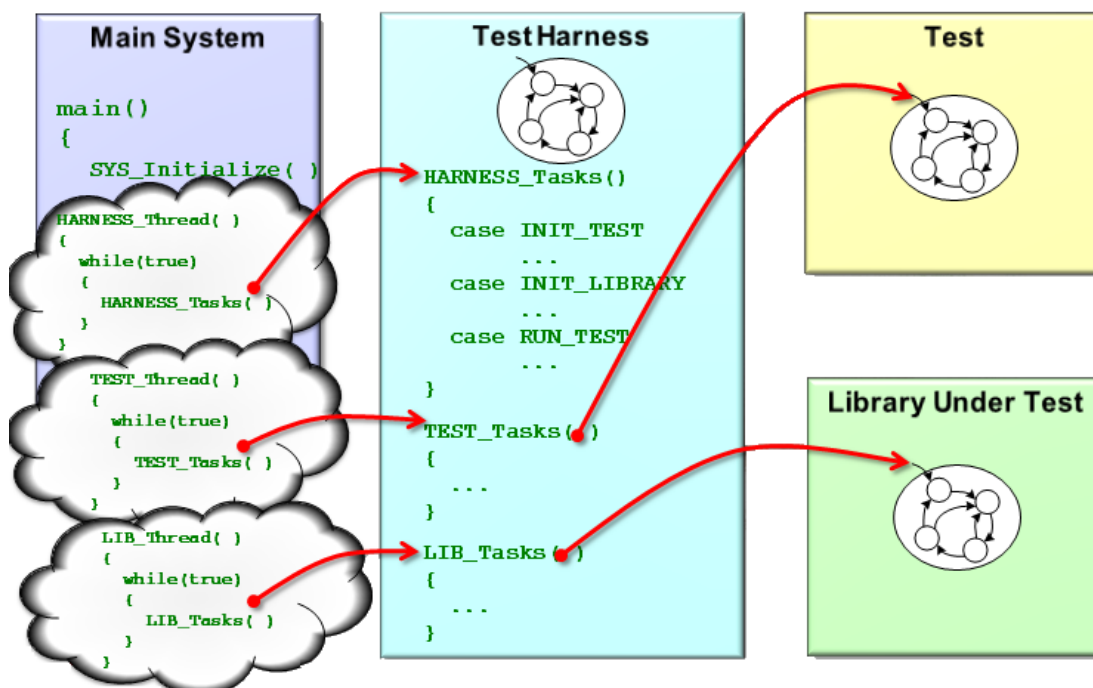 Main System
main()
{
SYS_Initialize( )
HARNESS_Thread( )
{
while(true)
{
HARNESS_Tasks( )
}
}
TEST_Thread( )
{
while(true)
{
TEST_Tasks( )
}
}
LIB_Thread( )
{
while(true)
{
LIB_Tasks( )
}
}
Test Harness
HARNESS_Tasks()
{
case INIT_TEST
...
case INIT_LIBRARY
...
case RUN_TEST
...
}
TEST_Tasks( )
{
...
}
LIB_Tasks( )
{
...
}
Test
Library Under Test